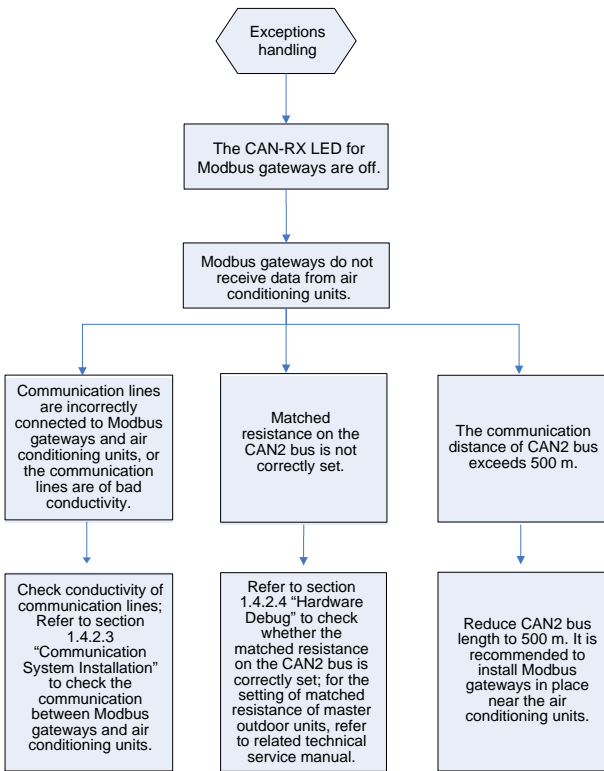 Exceptions
handling
The CAN-RX LED for
Modbus gateways are off.
Modbus gateways do not
receive data from air
conditioning units.
Communication lines
are incorrectly
connected to Modbus
gateways and air
conditioning units, or
the communication
lines are of bad
conductivity.
Matched
resistance on the
CAN2 bus is not
correctly set.
The communication
distance of CAN2 bus
exceeds 500 m.
Check conductivity of
communication lines;
Refer to section
1.4.2.3
“Communication
System Installation”
to check the
communication
between Modbus
gateways and air
conditioning units.
Refer to section
1.4.2.4 “Hardware
Debug” to check
whether the
matched resistance
on the CAN2 bus is
correctly set; for the
setting of matched
resistance of master
outdoor units, refer
to related technical
service manual.
Reduce CAN2 bus
length to 500 m. It is
recommended to
install Modbus
gateways in place
near the air
conditioning units.